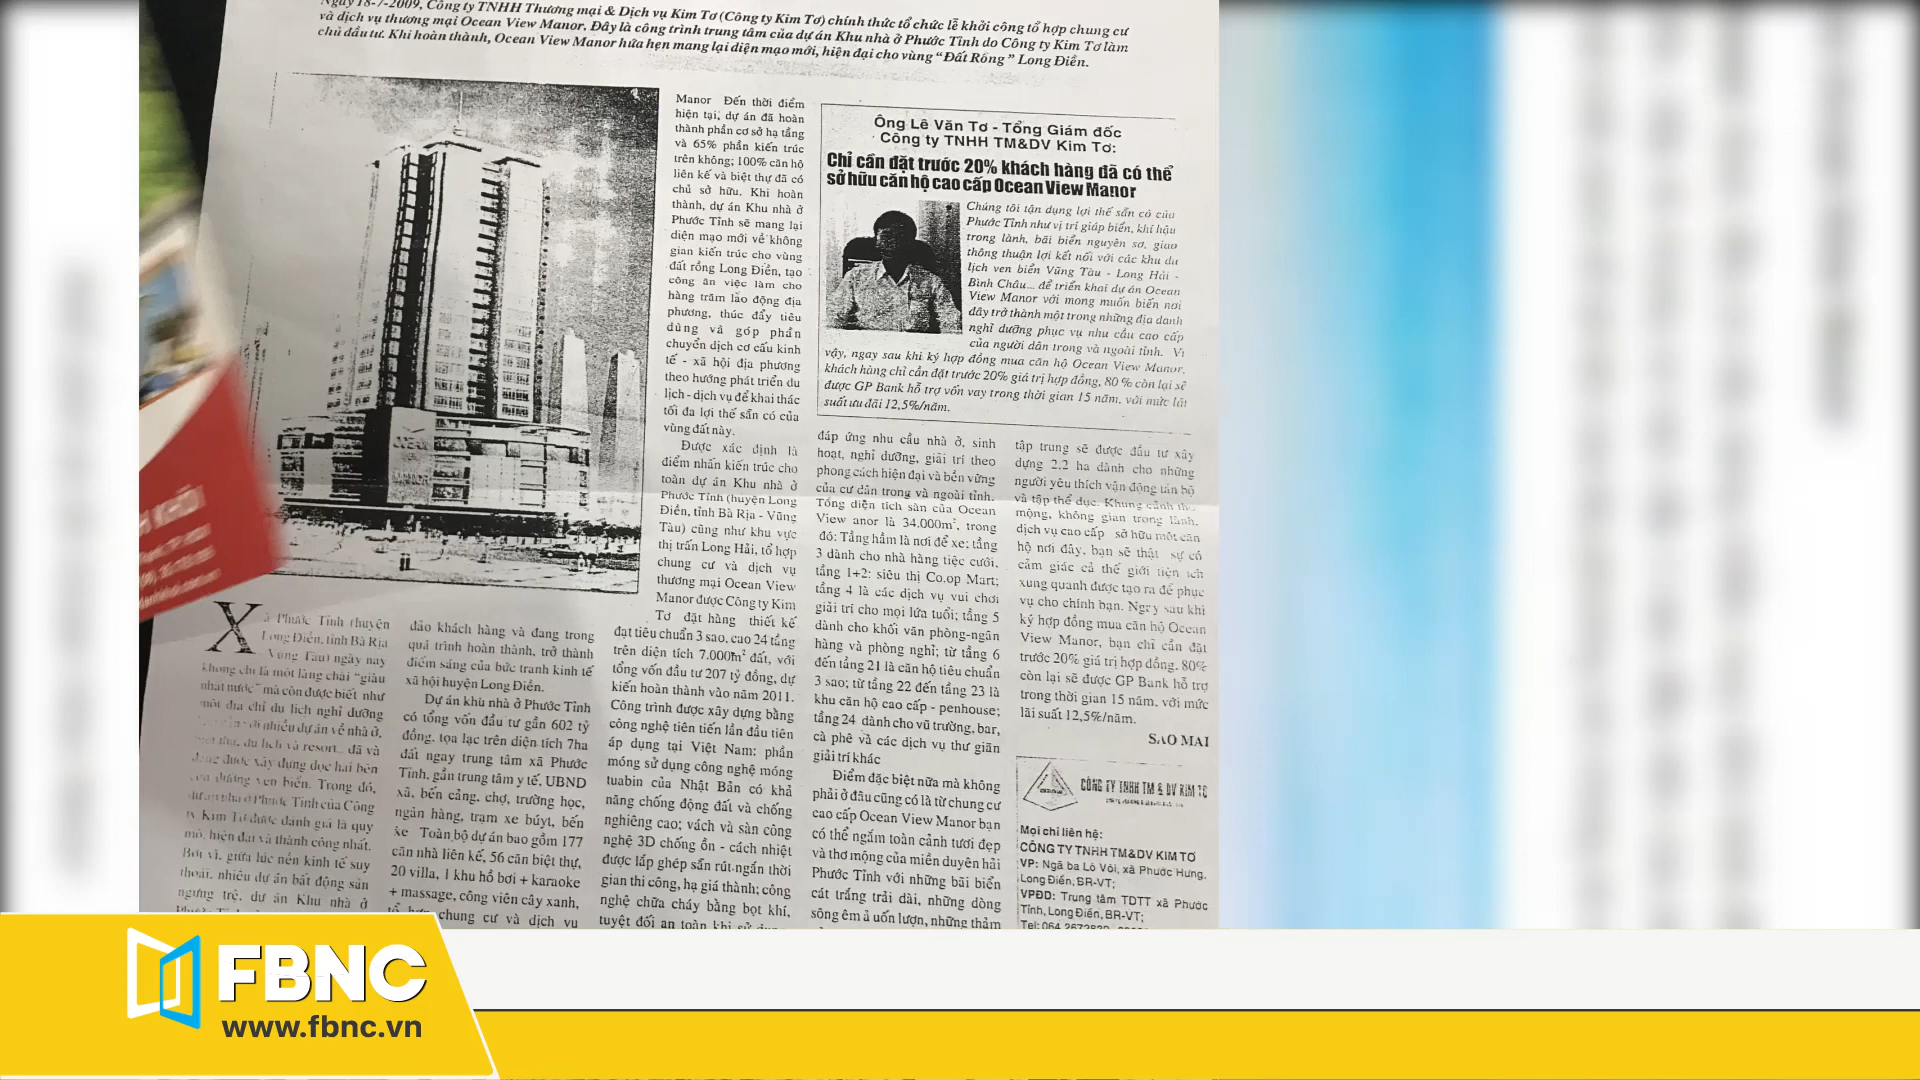 Ngày 18-7-2009, Công ty TNHH Thương mại & Dịch vụ Kim Tơ (Công ty Kim Tơ) chính thức tổ chức lễ khởi công tổ hợp chung cư
và dịch vụ thương mại Ocean View Manor. Đây là công trình trung tâm của dự án Khu nhà ở Phước Tỉnh do Công ty Kim Tơ làm
chủ đầu tư. Khi hoàn thành, Ocean View Manor hứa hẹn mang lại diện mạo mới, hiện đại cho vùng “Đất Rồng” Long Điền.
Xã Phước Tỉnh (huyện
Long Điền, tỉnh Bà Rịa
Vũng Tàu) ngày nay
không chỉ là một làng chài “giàu
nhất nước” mà còn được biết như
một địa chỉ du lịch nghỉ dưỡng
nhiều dự án về nhà ở,
du lịch và resort... đã và
đang được xây dựng dọc hai bên
đường ven biển. Trong đó,
dự án nhà ở Phước Tỉnh của Công
ty Kim Tơ được đánh giá là quy
mô, hiện đại và thành công nhất.
Bởi vì, giữa lúc nền kinh tế suy
thoái, nhiều dự án bất động sản
ngưng trệ, dự án Khu nhà ở
đảo khách hàng và đang trong
quá trình hoàn thành, trở thành
điểm sáng của bức tranh kinh tế
xã hội huyện Long Điền.
Dự án khu nhà ở Phước Tỉnh
có tổng vốn đầu tư gần 602 tỷ
đồng, tọa lạc trên diện tích 7ha
đất ngay trung tâm xã Phước
Tỉnh, gần trung tâm y tế, UBND
xã, bến cảng, chợ, trường học,
ngân hàng, trạm xe búyt, bến
xe Toàn bộ dự án bao gồm 177
căn nhà liên kế, 56 căn biệt thự,
20 villa, 1 khu hồ bơi + karaoke
+ massage, công viên cây xanh,
tổ hợp chung cư và dịch vụ
Manor Đến thời điểm
hiện tại, dự án đã hoàn
thành phần cơ sở hạ tầng
và 65% phần kiến trúc
trên không; 100% căn hộ
liên kế và biệt thự đã có
chủ sở hữu. Khi hoàn
thành, dự án Khu nhà ở
Phước Tỉnh sẽ mang lại
diện mạo mới về không
gian kiến trúc cho vùng
đất rồng Long Điền, tạo
công ăn việc làm cho
hàng trăm lao động địa
phương, thúc đẩy tiêu
dùng và góp phần
chuyển dịch cơ cấu kinh
tế - xã hội địa phương
theo hướng phát triển du
lịch - dịch vụ để khai thác
tối đa lợi thế sẵn có của
vùng đất này.
Được xác định là
điểm nhấn kiến trúc cho
toàn dự án Khu nhà ở
Phước Tỉnh (huyện Long
Điền, tỉnh Bà Rịa - Vũng
Tàu) cũng như khu vực
thị trấn Long Hải, tổ hợp
chung cư và dịch vụ
thương mại Ocean View
Manor được Công ty Kim
Tơ đặt hàng thiết kế
đạt tiêu chuẩn 3 sao, cao 24 tầng
trên diện tích 7.000m² đất, với
tổng vốn đầu tư 207 tỷ đồng, dự
kiến hoàn thành vào năm 2011.
Công trình được xây dựng bằng
công nghệ tiên tiến lần đầu tiên
áp dụng tại Việt Nam: phần
móng sử dụng công nghệ móng
tuabin của Nhật Bản có khả
năng chống động đất và chống
nghiêng cao; vách và sàn công
nghệ 3D chống ồn - cách nhiệt
được lắp ghép sẵn rút ngắn thời
gian thi công, hạ giá thành; công
nghệ chữa cháy bằng bọt khí,
tuyệt đối an toàn khi sử dụng
Ông Lê Văn Tơ - Tổng Giám đốc
Công ty TNHH TM&DV Kim Tơ:
Chỉ cần đặt trước 20% khách hàng đã có thể
sở hữu căn hộ cao cấp Ocean View Manor
Chúng tôi tận dụng lợi thế sẵn có của
Phước Tỉnh như vị trí giáp biển, khí hậu
trong lành, bãi biển nguyên sơ, giao
thông thuận lợi kết nối với các khu du
lịch ven biển Vũng Tàu - Long Hải -
Bình Châu... để triển khai dự án Ocean
View Manor với mong muốn biến nơi
đây trở thành một trong những địa danh
nghỉ dưỡng phục vụ nhu cầu cao cấp
của người dân trong và ngoài tỉnh. Vì
vậy, ngay sau khi ký hợp đồng mua căn hộ Ocean View Manor,
khách hàng chỉ cần đặt trước 20% giá trị hợp đồng, 80 % còn lại sẽ
được GP Bank hỗ trợ vốn vay trong thời gian 15 năm, với mức lãi
suất ưu đãi 12,5%/năm.
đáp ứng nhu cầu nhà ở, sinh
hoạt, nghỉ dưỡng, giải trí theo
phong cách hiện đại và bền vững
của cư dân trong và ngoài tỉnh.
Tổng diện tích sàn của Ocean
View anor là 34.000m², trong
đó: Tầng hầm là nơi để xe; tầng
3 dành cho nhà hàng tiệc cưới,
tầng 1+2: siêu thị Co.op Mart;
tầng 4 là các dịch vụ vui chơi
giải trí cho mọi lứa tuổi; tầng 5
dành cho khối văn phòng-ngân
hàng và phòng nghỉ; từ tầng 6
đến tầng 21 là căn hộ tiêu chuẩn
3 sao; từ tầng 22 đến tầng 23 là
khu căn hộ cao cấp - penhouse;
tầng 24 dành cho vũ trường, bar,
cà phê và các dịch vụ thư giãn
giải trí khác
Điểm đặc biệt nữa mà không
phải ở đâu cũng có là từ chung cư
cao cấp Ocean View Manor bạn
có thể ngắm toàn cảnh tươi đẹp
và thơ mộng của miền duyên hải
Phước Tỉnh với những bãi biển
cát trắng trải dài, những dòng
sông êm ả uốn lượn, những thảm
tập trung sẽ được đầu tư xây
dựng 2,2 ha dành cho những
người yêu thích vận động tản bộ
và tập thể dục. Khung cảnh thơ
mộng, không gian trong lành,
dịch vụ cao cấp sở hữu một căn
hộ nơi đây, bạn sẽ thật sự có
cảm giác cả thế giới tiện ích
xung quanh được tạo ra để phục
vụ cho chính bạn. Ngay sau khi
ký hợp đồng mua căn hộ Ocean
View Manor, bạn chỉ cần đặt
trước 20% giá trị hợp đồng. 80%
còn lại sẽ được GP Bank hỗ trợ
trong thời gian 15 năm, với mức
lãi suất 12,5%/năm.
SAO MAI
CÔNG TY TNHH TM & DV KIM TƠ
Mọi chi liên hệ:
CÔNG TY TNHH TM&DV KIM TƠ
VP: Ngã ba Lò Vôi, xã Phước Hưng,
Long Điền, BR-VT;
VPĐD: Trung tâm TDTT xã Phước
Tỉnh, Long Điền, BR-VT;
Tel: 064.2672829
OCEAN
MANOR
FBNC
www.fbnc.vn